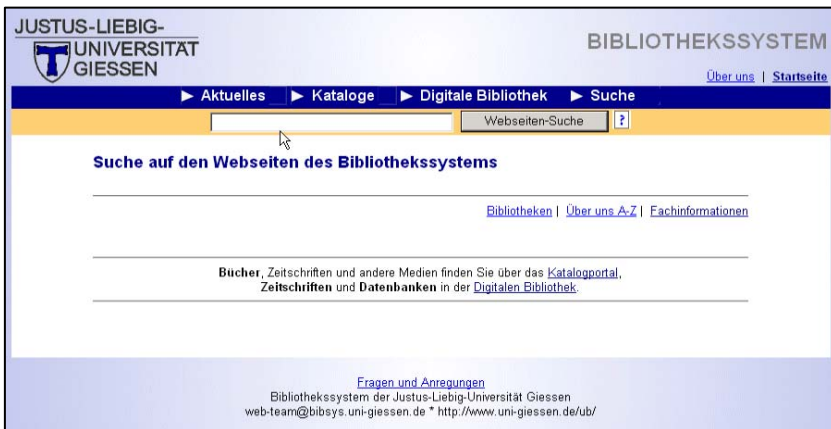 JUSTUS-LIEBIG-
UNIVERSITÄT
GIESSEN
BIBLIOTHEKSSYSTEM
Über uns | Startseite
Aktuelles Kataloge Digitale Bibliothek Suche
Webseiten-Suche ?
Suche auf den Webseiten des Bibliothekssystems
Bibliotheken | Über uns A-Z | Fachinformationen
Bücher, Zeitschriften und andere Medien finden Sie über das Katalogportal,
Zeitschriften und Datenbanken in der Digitalen Bibliothek.
Fragen und Anregungen
Bibliothekssystem der Justus-Liebig-Universität Giessen
web-team@bibsys.uni-giessen.de * http://www.uni-giessen.de/ub/